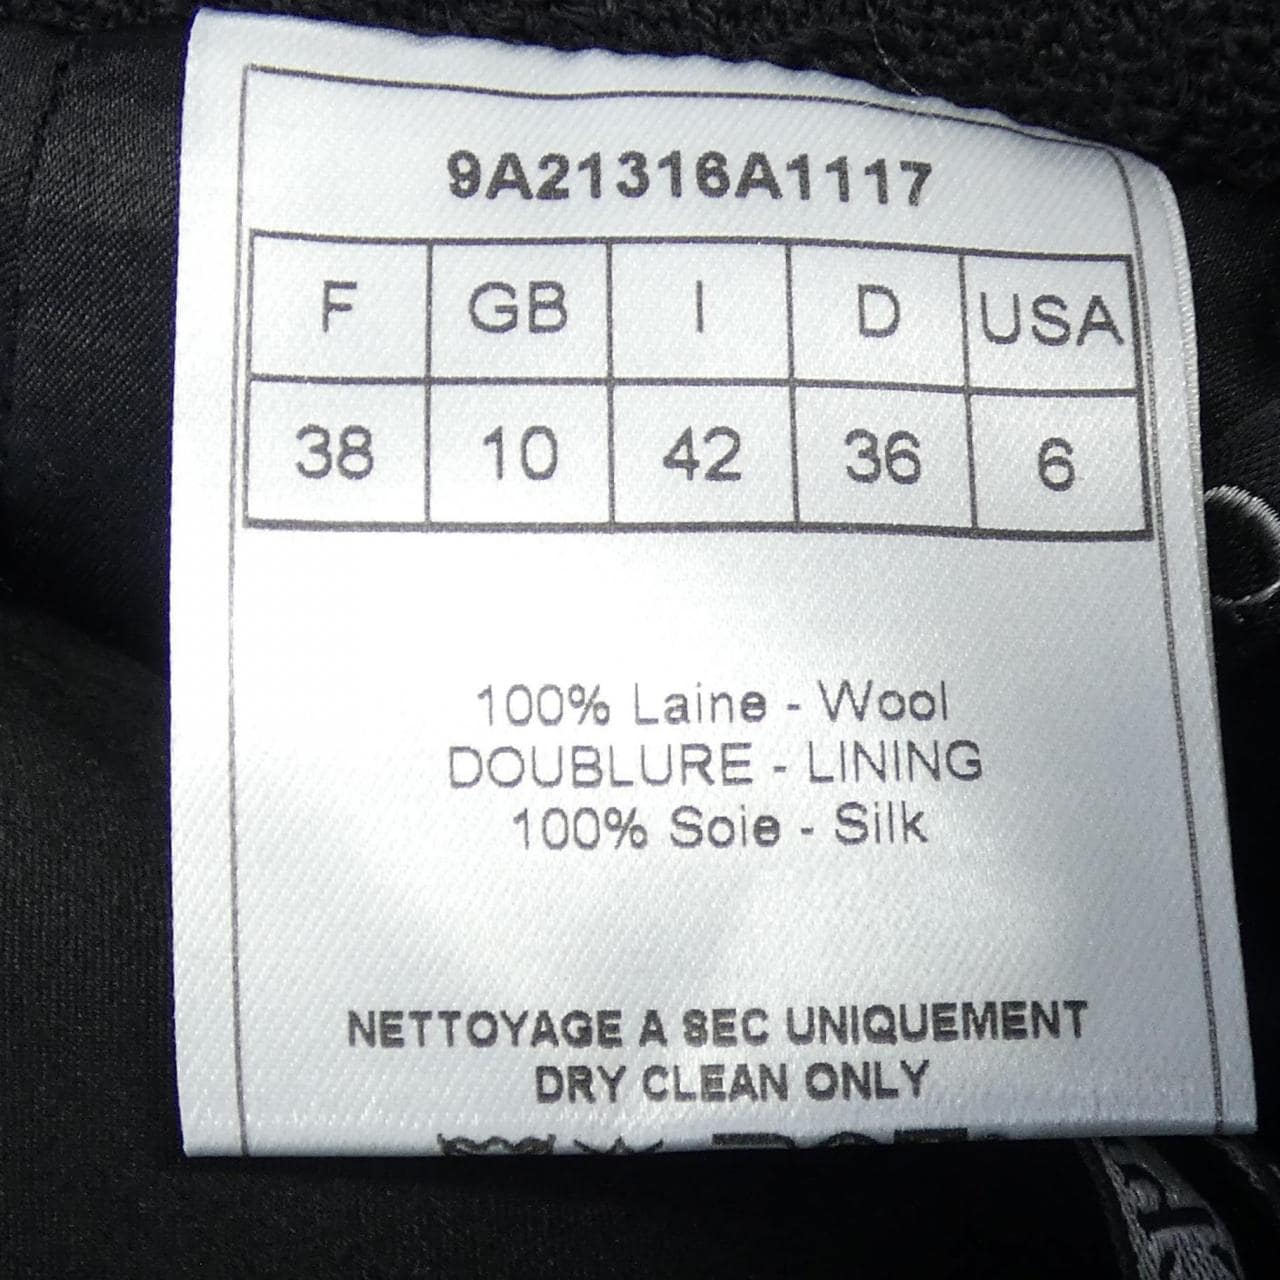 9A21316A1117
F GB I D USA
38 10 42 36 6
100% Laine - Wool
DOUBLURE - LINING
100% Soie - Silk
NETTOYAGE A SEC UNIQUEMENT
DRY CLEAN ONLY